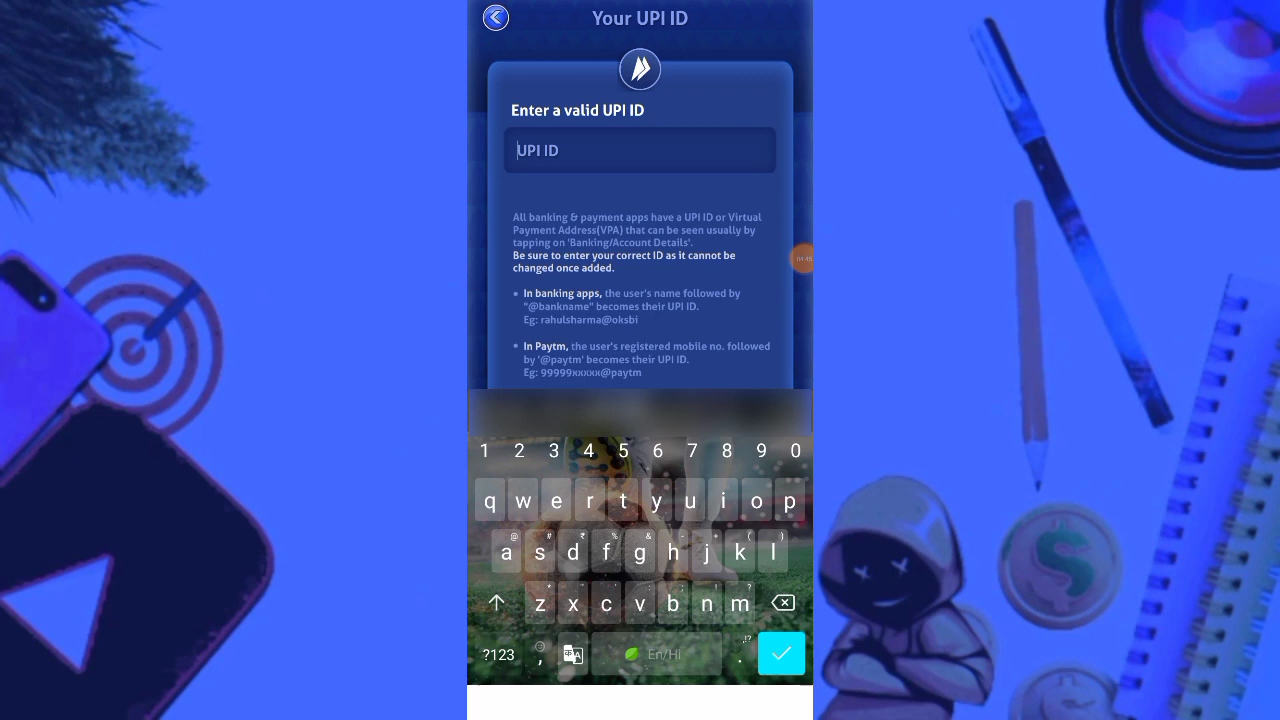 Your UPI ID
Enter a valid UPI ID
UPI ID
All banking & payment apps have a UPI ID or Virtual
Payment Address(VPA) that can be seen usually by
tapping on 'Banking/Account Details'.
Be sure to enter your correct ID as it cannot be
changed once added.
• In banking apps, the user's name followed by
"@bankname" becomes their UPI ID.
Eg: rahulsharma@oksbi
• In Paytm, the user's registered mobile no. followed
by '@paytm' becomes their UPI ID.
Eg: 99999xxxxx@paytm
1 2 3 4 5 6 7 8 9 0
q w e r t y u i o p
@ # ₹ % & - + ( )
a s d f g h j k l
z x c v b n m
?123 , En/Hi .